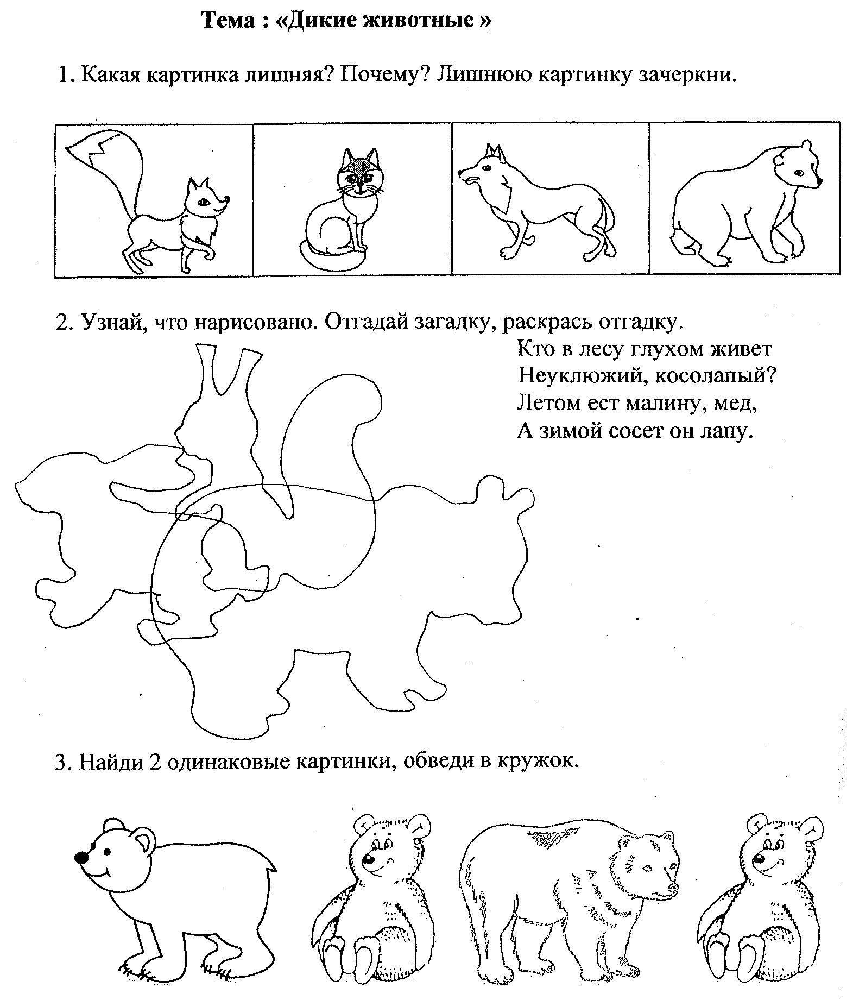 Тема : «Дикие животные »
1. Какая картинка лишняя? Почему? Лишнюю картинку зачеркни.
2. Узнай, что нарисовано. Отгадай загадку, раскрась отгадку.
Кто в лесу глухом живет
Неуклюжий, косолапый?
Летом ест малину, мед,
А зимой сосет он лапу.
3. Найди 2 одинаковые картинки, обведи в кружок.